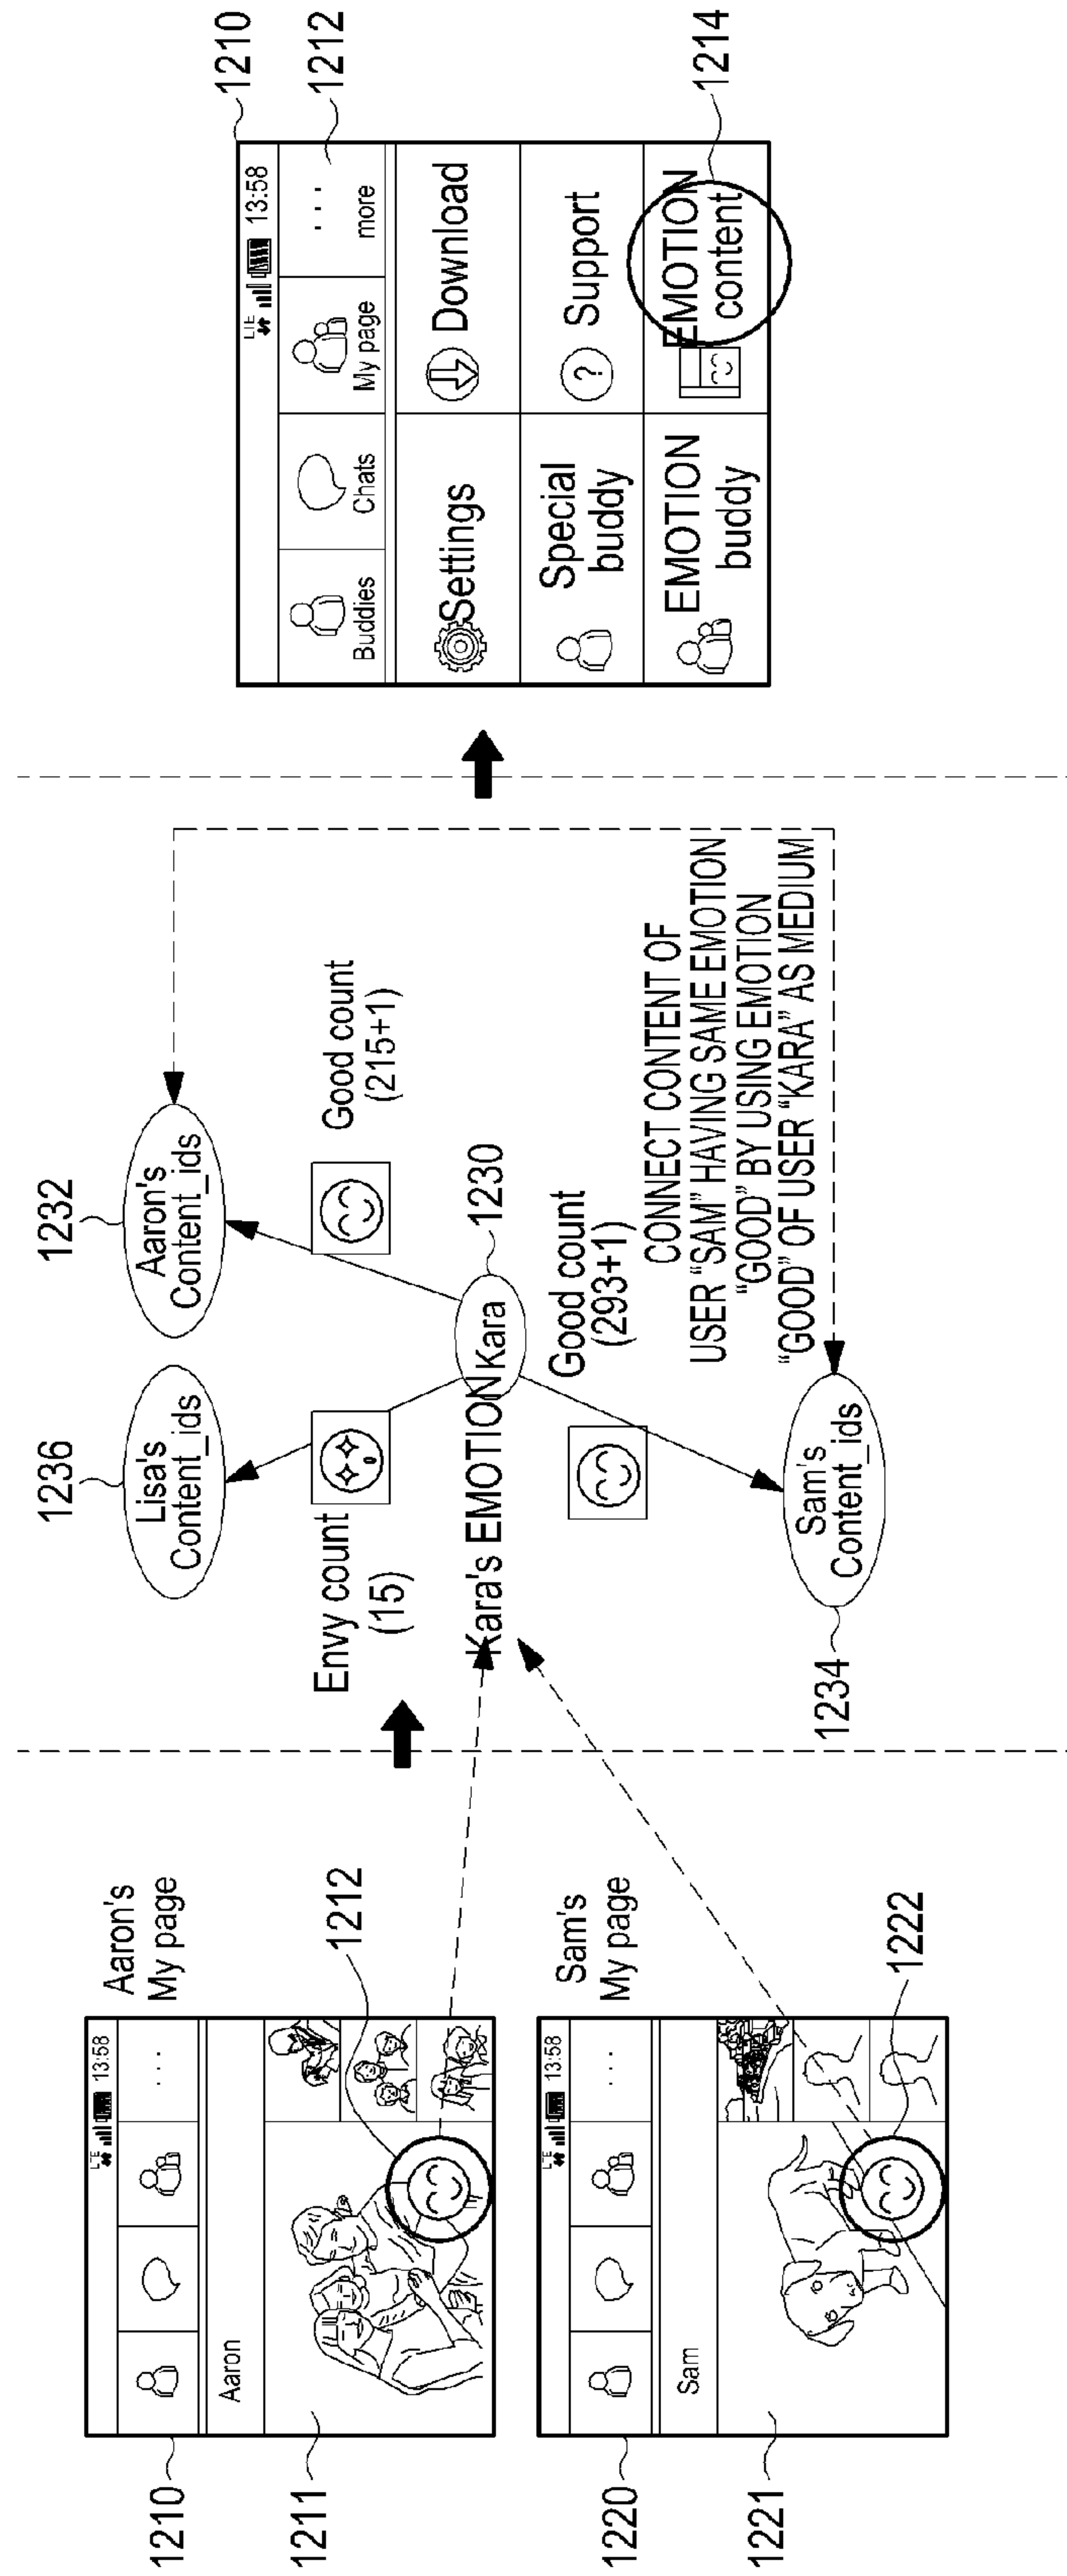 Aaron's
My page
1210
LTE 13:58
...
Aaron
1211
1212
Sam's
My page
1220
LTE 13:58
...
Sam
1221
1222
1236
Lisa's
Content_ids
1232
Aaron's
Content_ids
Envy count
(15)
Good count
(215+1)
Kara's EMOTION
Kara
1230
Good count
(293+1)
1234
Sam's
Content_ids
CONNECT CONTENT OF
USER "SAM" HAVING SAME EMOTION
"GOOD" BY USING EMOTION
"GOOD" OF USER "KARA" AS MEDIUM
1210
LTE 13:58
1212
Buddies
Chats
My page
...
more
Settings
Download
Special
buddy
? Support
EMOTION
buddy
EMOTION
content
1214